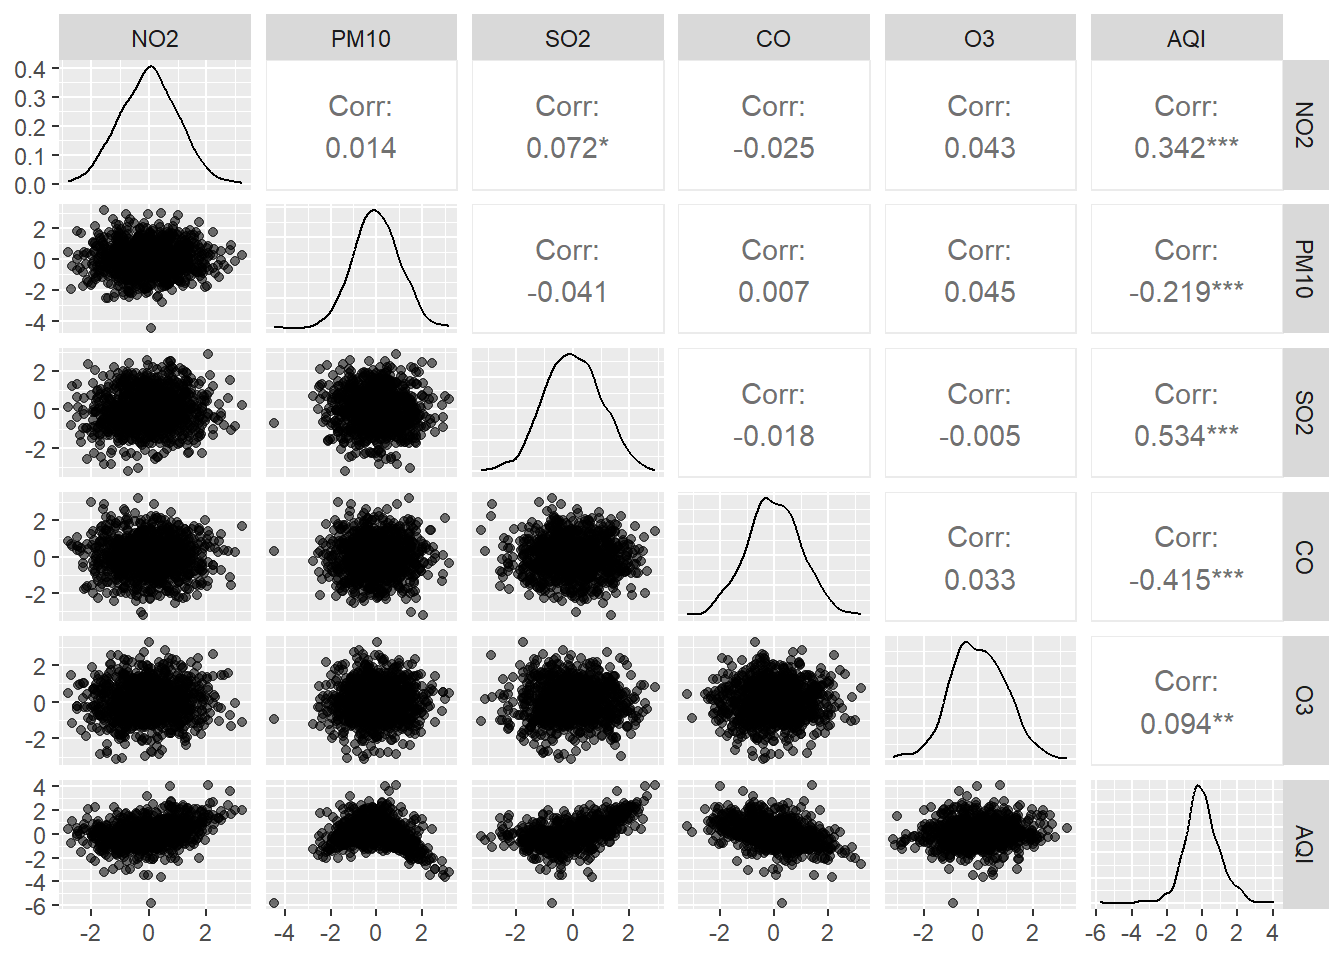 NO2 PM10 SO2 CO O3 AQI
0.4
0.3
0.2
0.1
0.0
Corr:
0.014
Corr:
0.072*
Corr:
-0.025
Corr:
0.043
Corr:
0.342***
NO2
2
0
-2
-4
Corr:
-0.041
Corr:
0.007
Corr:
0.045
Corr:
-0.219***
PM10
2
0
-2
Corr:
-0.018
Corr:
-0.005
Corr:
0.534***
SO2
2
0
-2
Corr:
0.033
Corr:
-0.415***
CO
2
0
-2
Corr:
0.094**
O3
4
2
0
-2
-4
-6
AQI
-2 0 2 -4 -2 0 2 -2 0 2 -2 0 2 -2 0 2 -6 -4 -2 0 2 4